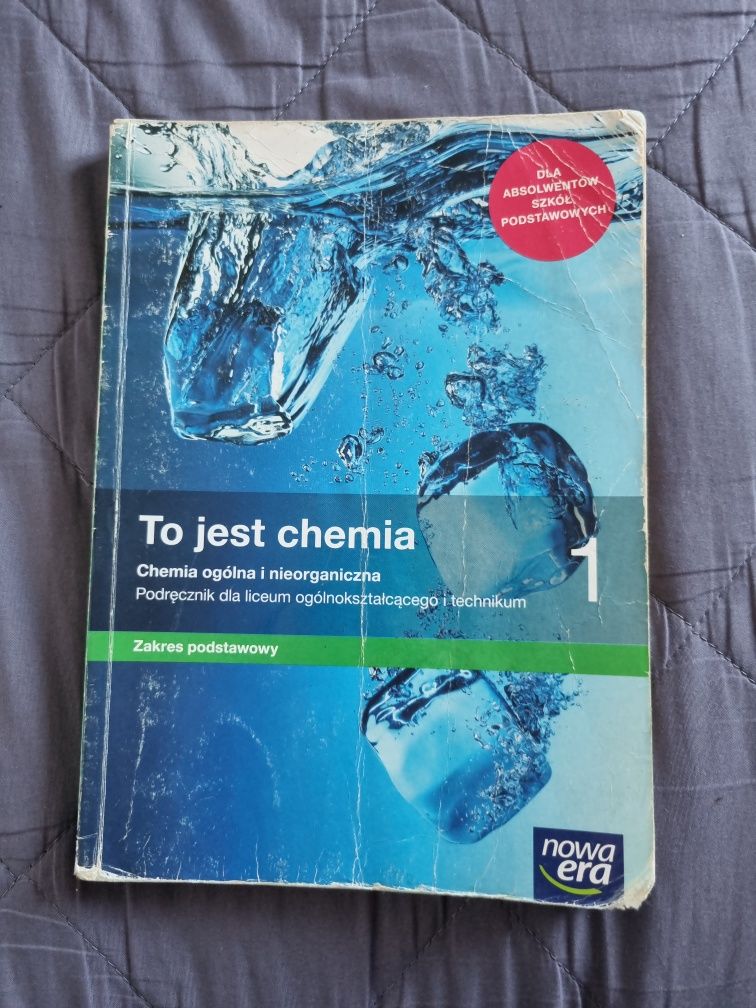 DLA
ABSOLWENTÓW
SZKÓŁ
PODSTAWOWYCH
To jest chemia
1
Chemia ogólna i nieorganiczna
Podręcznik dla liceum ogólnokształcącego i technikum
Zakres podstawowy
nowa
era